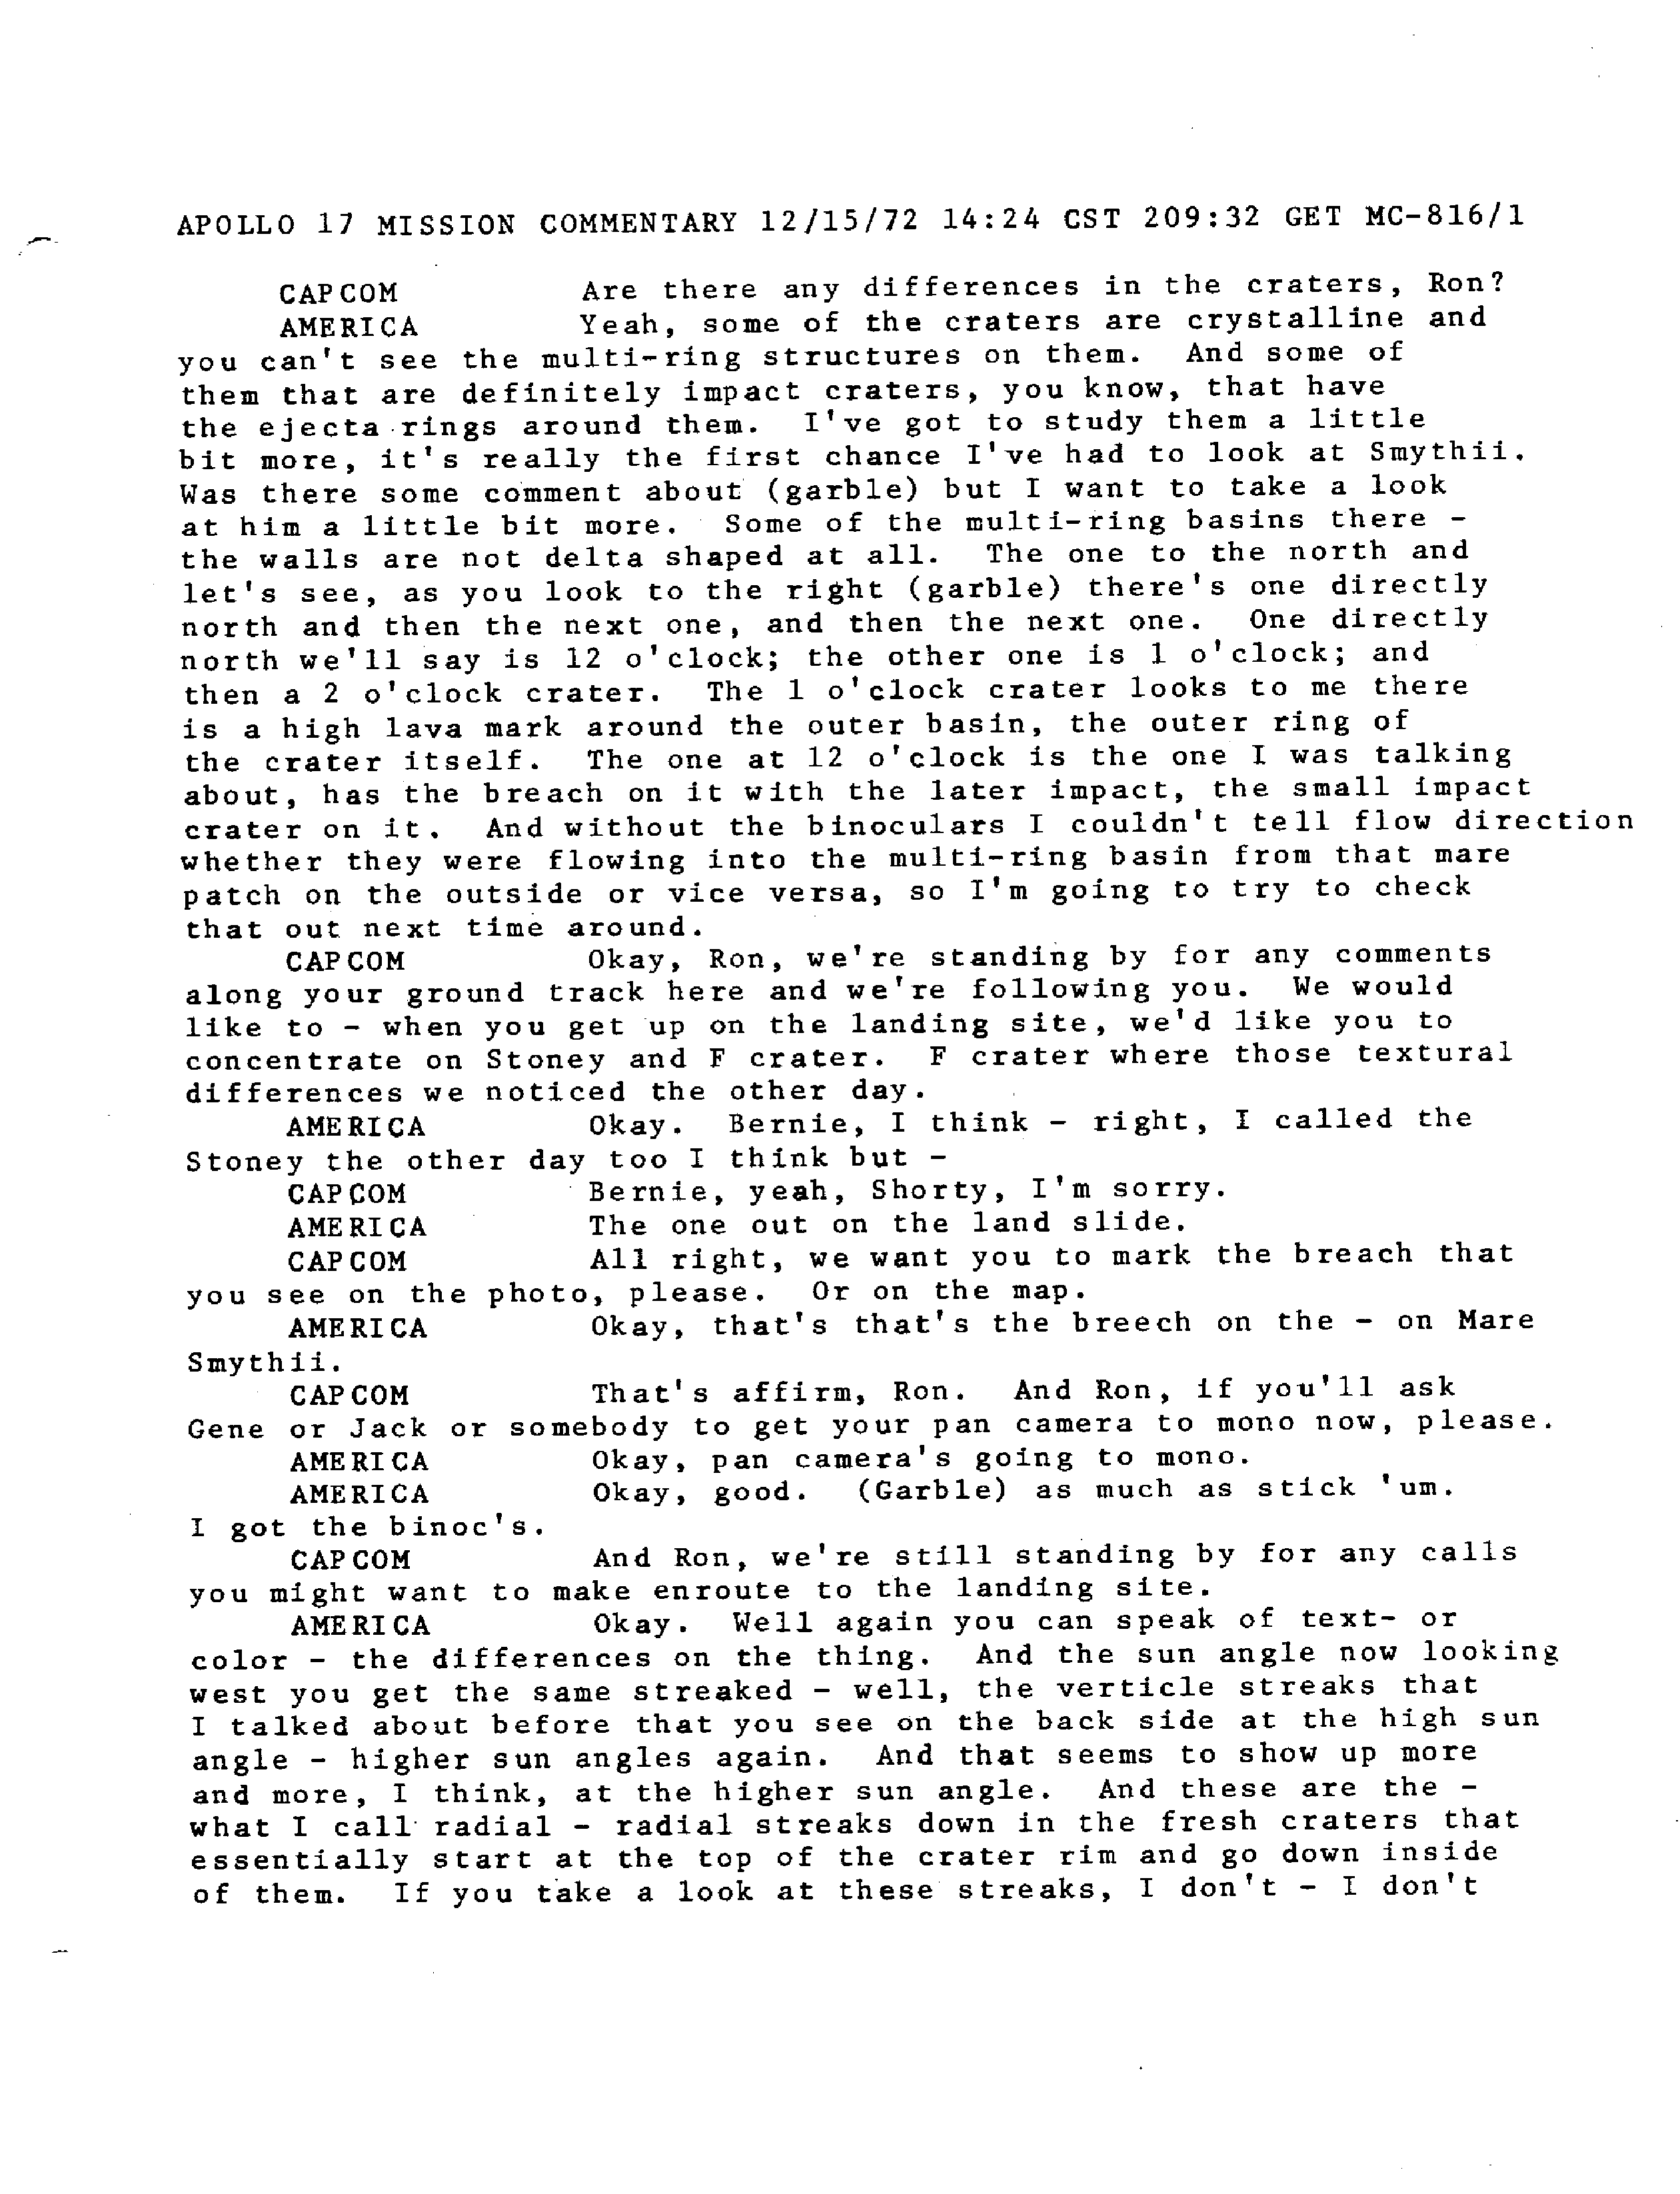 APOLLO 17 MISSION COMMENTARY 12/15/72 14:24 CST 209:32 GET MC-816/1
CAPCOM Are there any differences in the craters, Ron?
AMERICA Yeah, some of the craters are crystalline and
you can't see the multi-ring structures on them. And some of
them that are definitely impact craters, you know, that have
the ejecta rings around them. I've got to study them a little
bit more, it's really the first chance I've had to look at Smythii.
Was there some comment about (garble) but I want to take a look
at him a little bit more. Some of the multi-ring basins there -
the walls are not delta shaped at all. The one to the north and
let's see, as you look to the right (garble) there's one directly
north and then the next one, and then the next one. One directly
north we'll say is 12 o'clock; the other one is 1 o'clock; and
then a 2 o'clock crater. The 1 o'clock crater looks to me there
is a high lava mark around the outer basin, the outer ring of
the crater itself. The one at 12 o'clock is the one I was talking
about, has the breach on it with the later impact, the small impact
crater on it. And without the binoculars I couldn't tell flow direction
whether they were flowing into the multi-ring basin from that mare
patch on the outside or vice versa, so I'm going to try to check
that out next time around.
CAPCOM Okay, Ron, we're standing by for any comments
along your ground track here and we're following you. We would
like to - when you get up on the landing site, we'd like you to
concentrate on Stoney and F crater. F crater where those textural
differences we noticed the other day.
AMERICA Okay. Bernie, I think - right, I called the
Stoney the other day too I think but -
CAPCOM Bernie, yeah, Shorty, I'm sorry.
AMERICA The one out on the land slide.
CAPCOM All right, we want you to mark the breach that
you see on the photo, please. Or on the map.
AMERICA Okay, that's that's the breech on the - on Mare
Smythii.
CAPCOM That's affirm, Ron. And Ron, if you'll ask
Gene or Jack or somebody to get your pan camera to mono now, please.
AMERICA Okay, pan camera's going to mono.
AMERICA Okay, good. (Garble) as much as stick 'um.
I got the binoc's.
CAPCOM And Ron, we're still standing by for any calls
you might want to make enroute to the landing site.
AMERICA Okay. Well again you can speak of text- or
color - the differences on the thing. And the sun angle now looking
west you get the same streaked - well, the verticle streaks that
I talked about before that you see on the back side at the high sun
angle - higher sun angles again. And that seems to show up more
and more, I think, at the higher sun angle. And these are the -
what I call radial - radial streaks down in the fresh craters that
essentially start at the top of the crater rim and go down inside
of them. If you take a look at these streaks, I don't - I don't